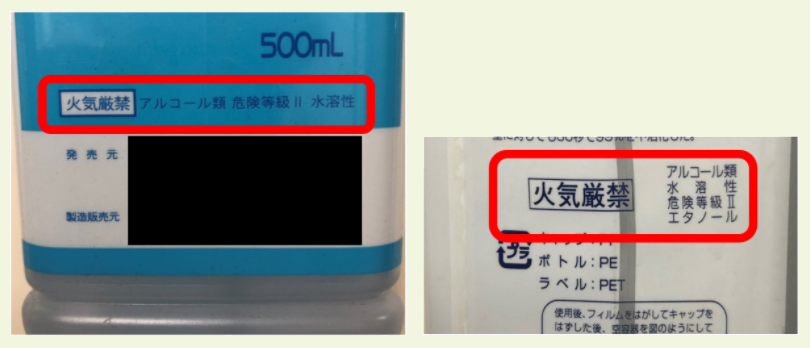 500mL
火気厳禁 アルコール類 危険等級Ⅱ 水溶性
発売元
製造販売元
火気厳禁
アルコール類
水溶性
危険等級Ⅱ
エタノール
プラ
ボトル:PE
ラベル:PET
使用後、フィルムをはがしてキャップを
はずした後、空容器を図のようにして